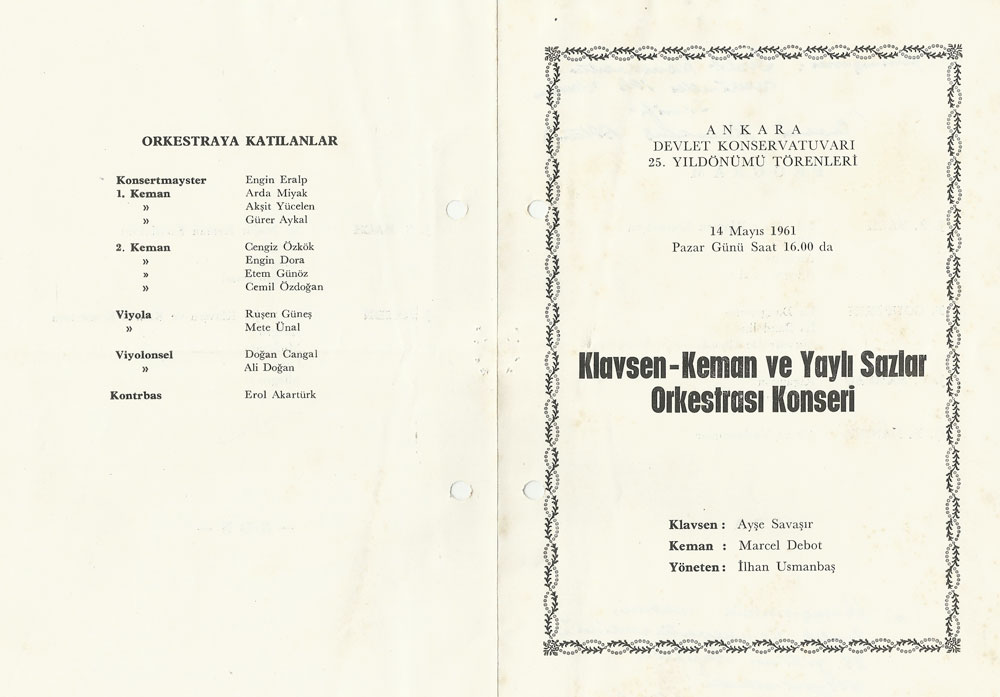 ORKESTRAYA KATILANLAR
Konsertmayster Engin Eralp
1. Keman Arda Miyak
» Akşit Yücelen
» Gürer Aykal
2. Keman Cengiz Özkök
» Engin Dora
» Etem Günöz
» Cemil Özdoğan
Viyola Ruşen Güneş
» Mete Ünal
Viyolonsel Doğan Cangal
» Ali Doğan
Kontrbas Erol Akartürk
ANKARA
DEVLET KONSERVATUVARI
25. YILDÖNÜMÜ TÖRENLERİ
14 Mayıs 1961
Pazar Günü Saat 16.00 da
Klavsen-Keman ve Yaylı Sazlar
Orkestrası Konseri
Klavsen : Ayşe Savaşır
Keman : Marcel Debot
Yöneten : İlhan Usmanbaş